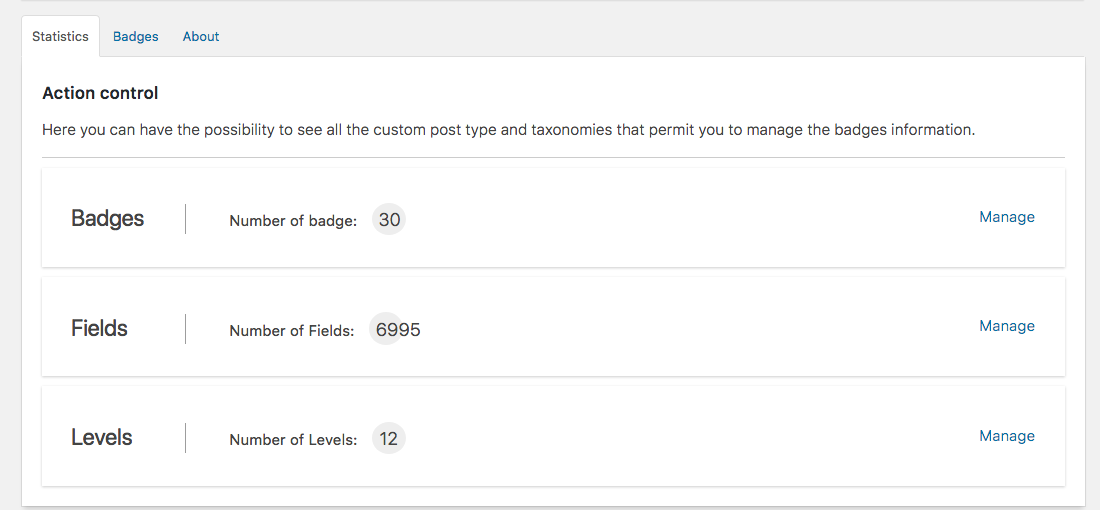 Statistics Badges About
Action control
Here you can have the possibility to see all the custom post type and taxonomies that permit you to manage the badges information.
Badges Number of badge: 30 Manage
Fields Number of Fields: 6995 Manage
Levels Number of Levels: 12 Manage